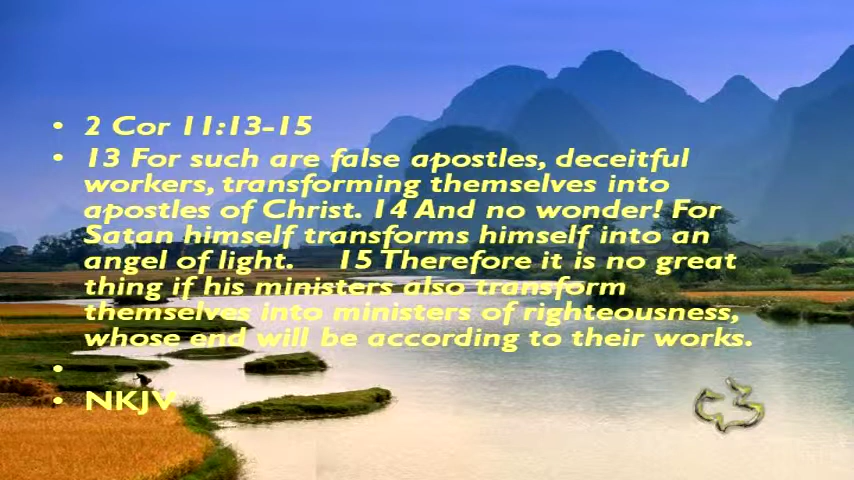 • 2 Cor 11:13-15
• 13 For such are false apostles, deceitful
workers, transforming themselves into
apostles of Christ. 14 And no wonder! For
Satan himself transforms himself into an
angel of light. 15 Therefore it is no great
thing if his ministers also transform
themselves into ministers of righteousness,
whose end will be according to their works.
•
• NKJV
c3